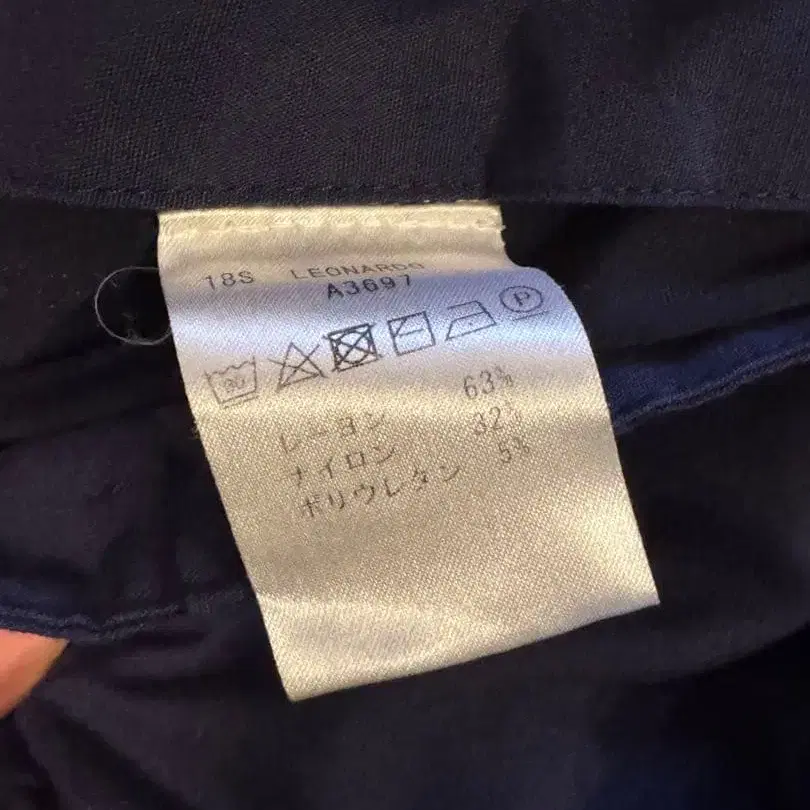 18S LEONARDO
A3697
30
P
レーヨン 63%
ナイロン 32%
ポリウレタン 5%